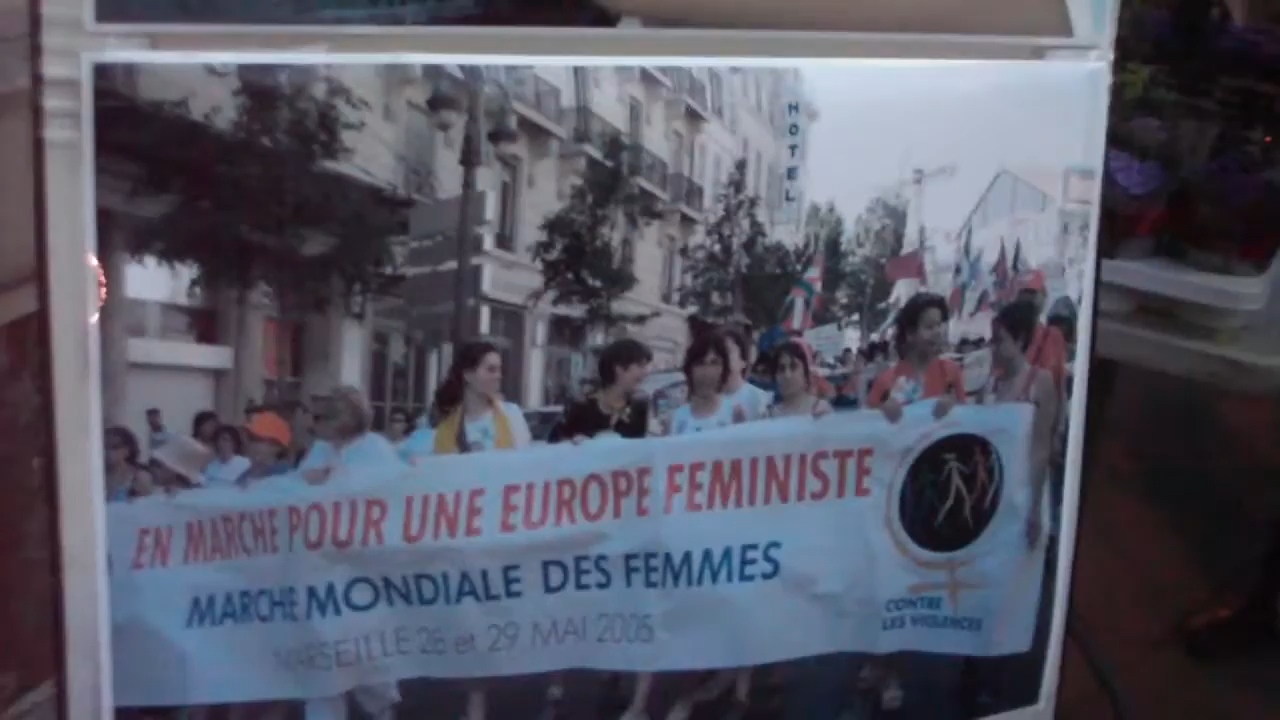 HOTEL
EN MARCHE POUR UNE EUROPE FEMINISTE
MARCHE MONDIALE DES FEMMES
MARSEILLE 28 et 29 MAI 2005
CONTRE
LES VIOLENCES